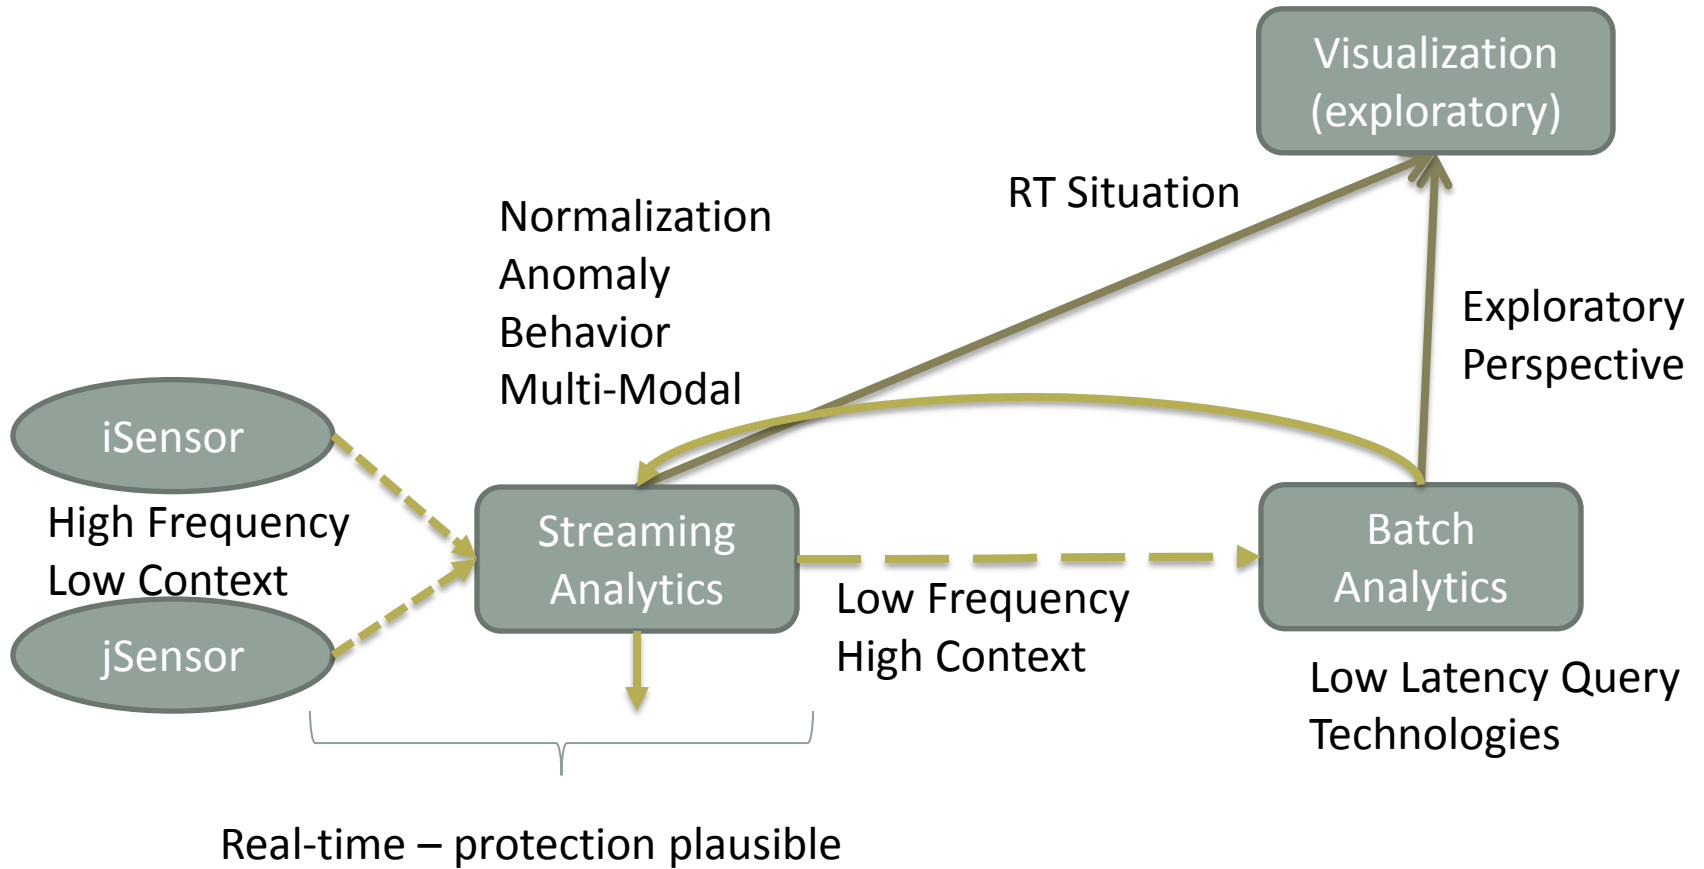 Visualization
(exploratory)
RT Situation
Normalization
Anomaly
Behavior
Multi-Modal
Exploratory
Perspective
iSensor
High Frequency
Low Context
jSensor
Streaming
Analytics
Low Frequency
High Context
Batch
Analytics
Low Latency Query
Technologies
Real-time – protection plausible